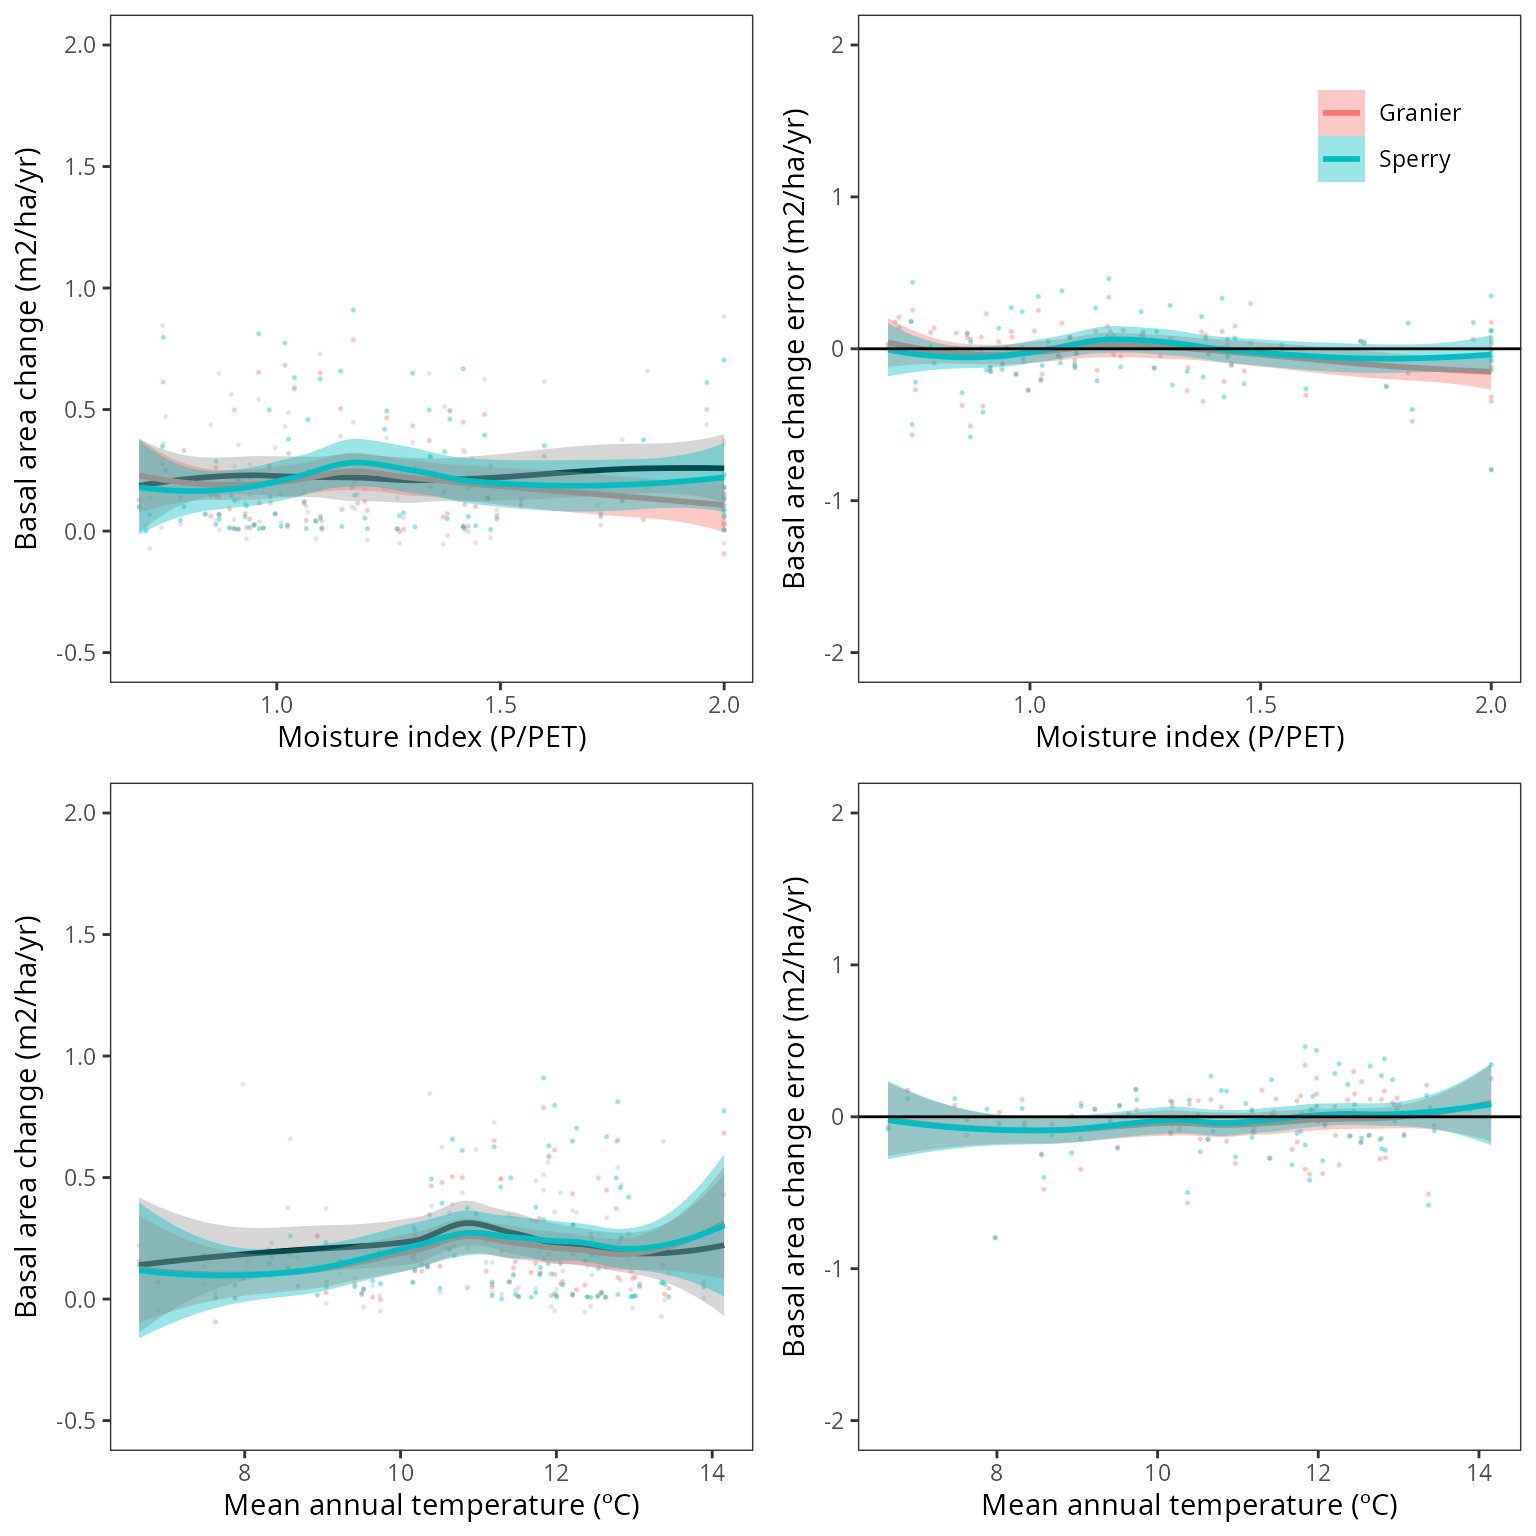 Basal area change (m2/ha/yr)
2.0
1.5
1.0
0.5
0.0
-0.5
1.0 1.5 2.0
Moisture index (P/PET)
Basal area change error (m2/ha/yr)
2
1
0
-1
-2
Granier
Sperry
1.0 1.5 2.0
Moisture index (P/PET)
Basal area change (m2/ha/yr)
2.0
1.5
1.0
0.5
0.0
-0.5
8 10 12 14
Mean annual temperature (ºC)
Basal area change error (m2/ha/yr)
2
1
0
-1
-2
8 10 12 14
Mean annual temperature (ºC)